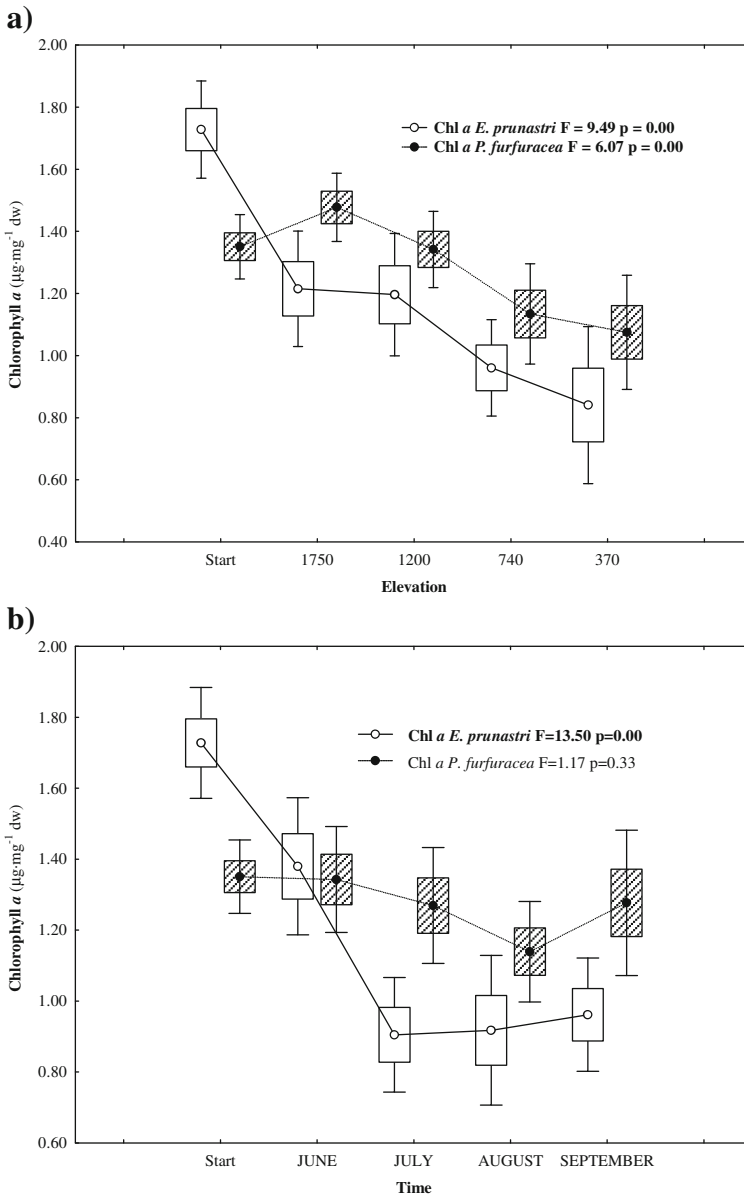 a)
2.00
1.80
1.60
1.40
1.20
1.00
0.80
0.60
0.40
Chlorophyll a (µg·mg⁻¹ dw)
Chl a E. prunastri F = 9.49 p = 0.00
Chl a P. furfuracea F = 6.07 p = 0.00
Start 1750 1200 740 370
Elevation
b)
2.00
1.80
1.60
1.40
1.20
1.00
0.80
0.60
Chlorophyll a (µg·mg⁻¹ dw)
Chl a E. prunastri F=13.50 p=0.00
Chl a P. furfuracea F=1.17 p=0.33
Start JUNE JULY AUGUST SEPTEMBER
Time